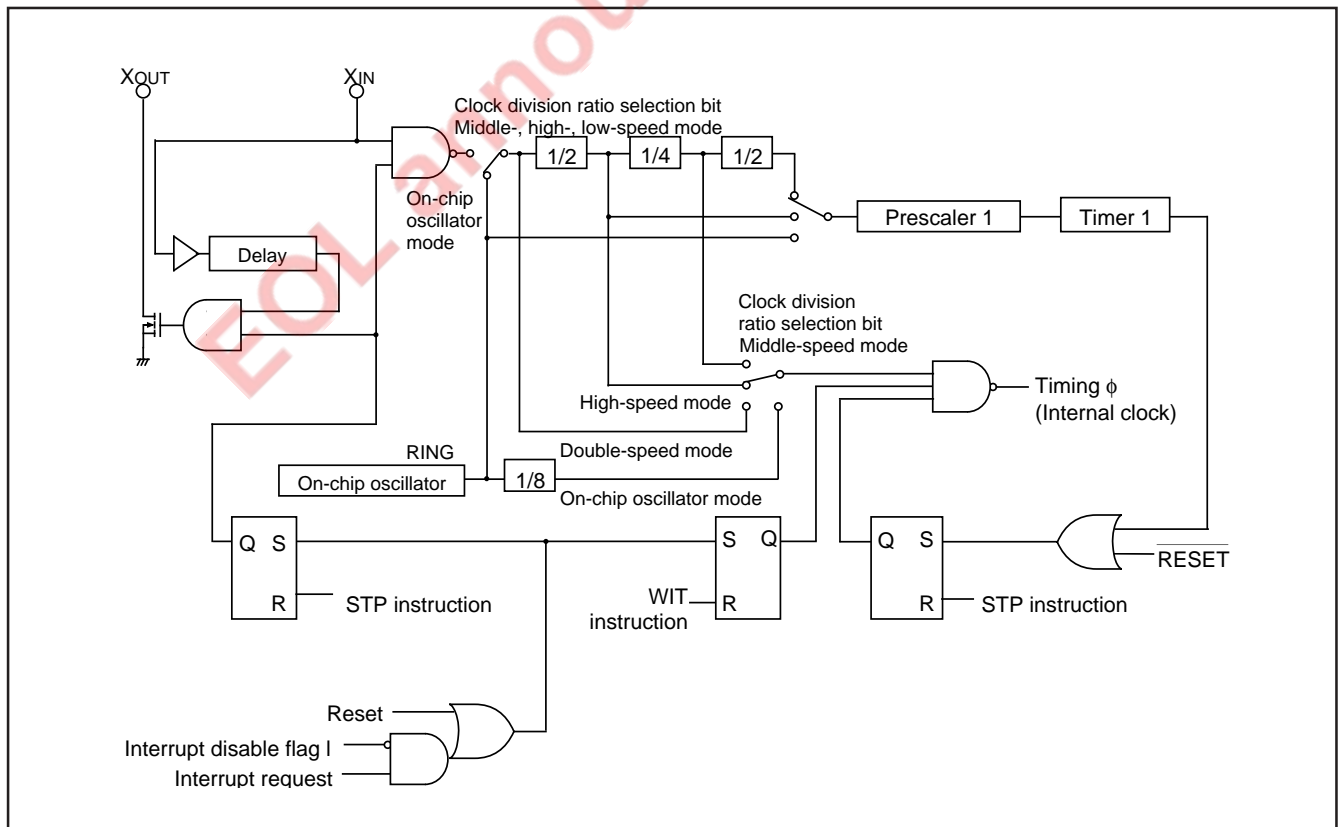 XOUT
XIN
Clock division ratio selection bit
Middle-, high-, low-speed mode
1/2
1/4
1/2
On-chip
oscillator
mode
Prescaler 1
Timer 1
Delay
Clock division
ratio selection bit
Middle-speed mode
High-speed mode
Timing ϕ
(Internal clock)
RING
Double-speed mode
On-chip oscillator
1/8
On-chip oscillator mode
Q S
R
STP instruction
S Q
R
WIT
instruction
Q S
R
STP instruction
RESET
Reset
Interrupt disable flag I
Interrupt request
EOL annou